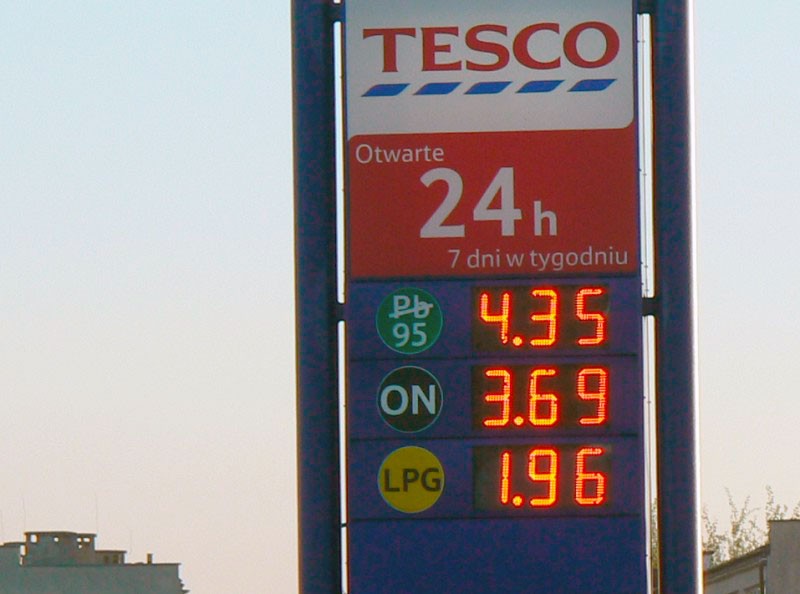 TESCO
Otwarte
24h
7 dni w tygodniu
Pb 95 4.35
ON 3.69
LPG 1.96